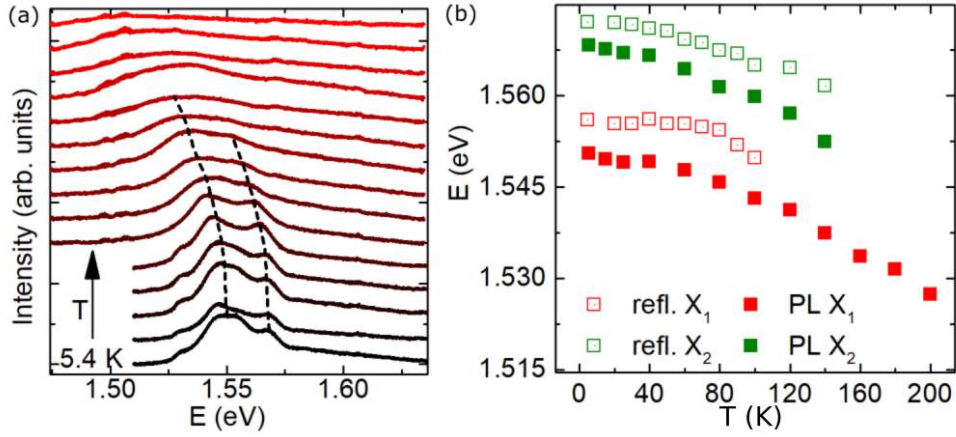 (a)
Intensity (arb. units)
T
5.4 K
1.50 1.55 1.60
E (eV)
(b)
1.560
1.545
1.530
1.515
E (eV)
refl. X₁ PL X₁
refl. X₂ PL X₂
0 40 80 120 160 200
T (K)